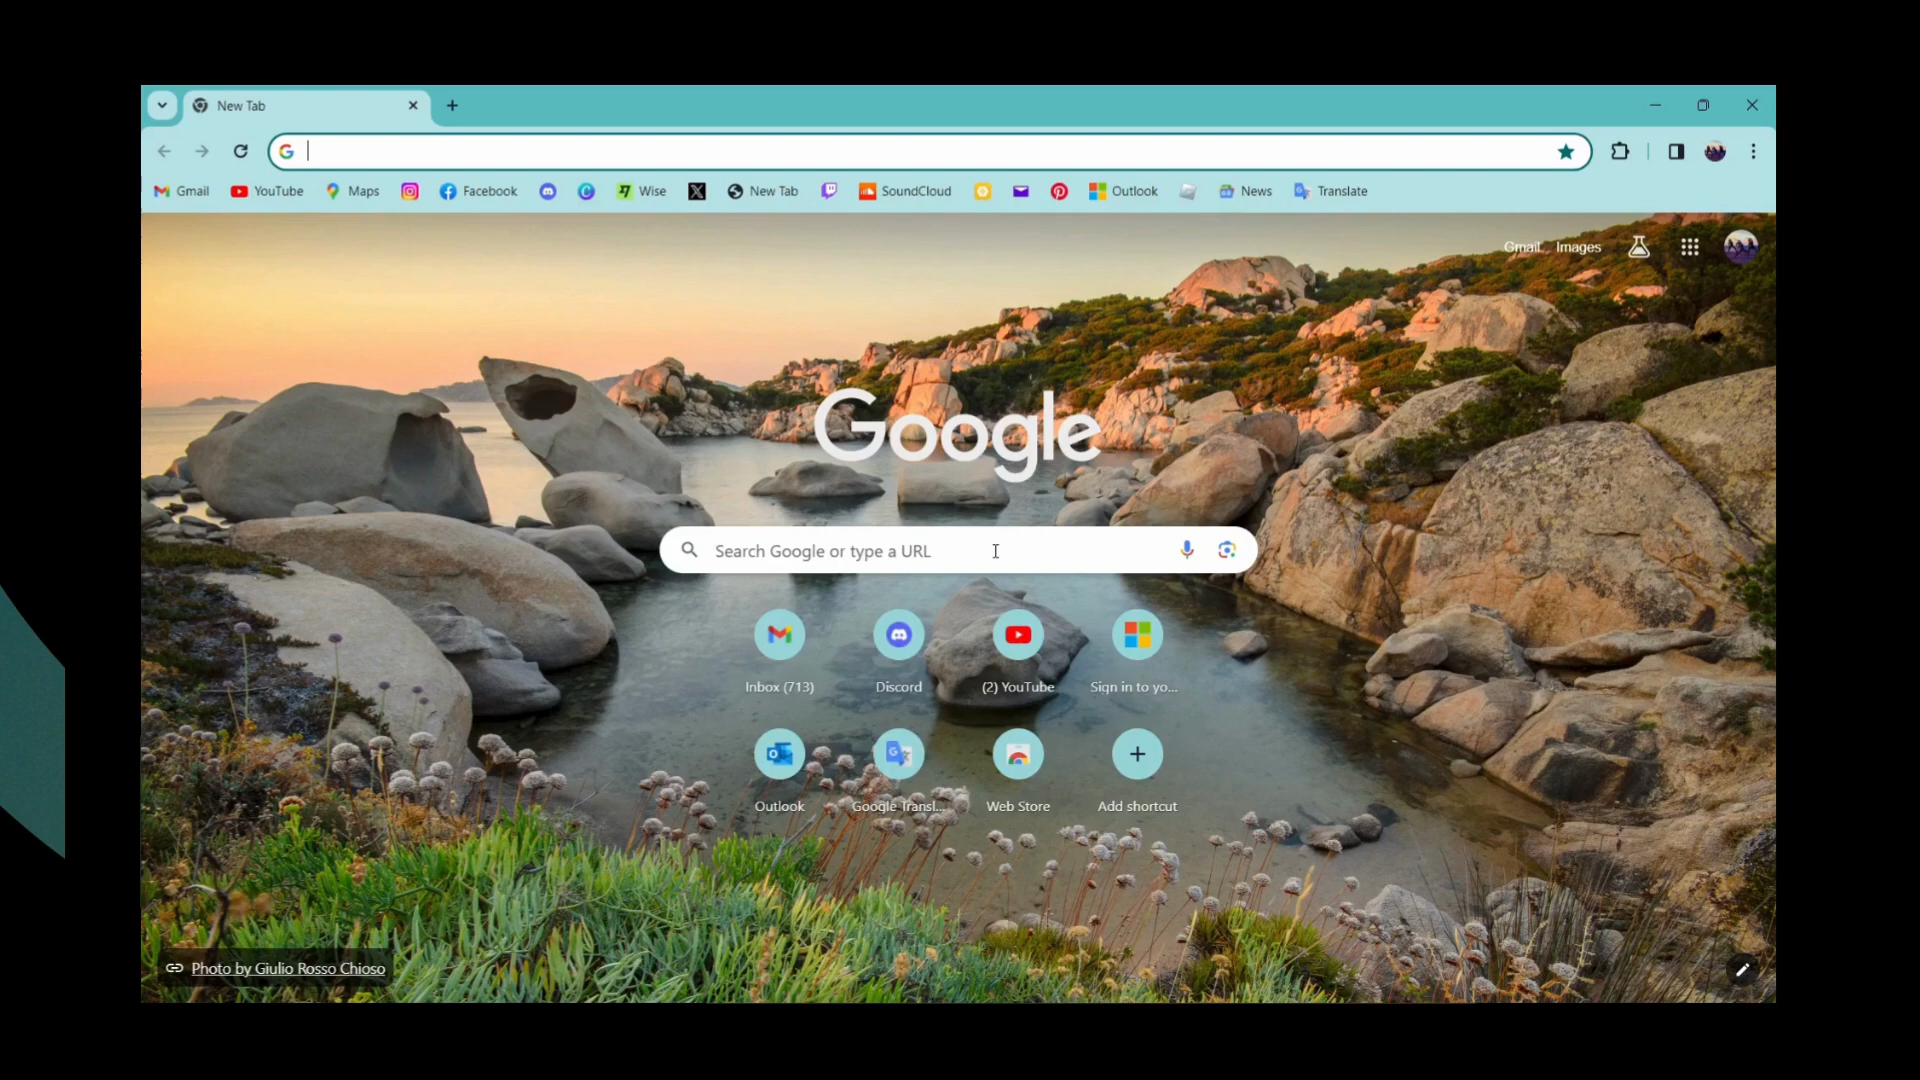 New Tab
Gmail YouTube Maps Facebook Wise New Tab SoundCloud Outlook News Translate
Gmail Images
Google
Search Google or type a URL
Inbox (713) Discord (2) YouTube Sign in to yo...
Outlook Google Transl... Web Store Add shortcut
Photo by Giulio Rosso Chioso